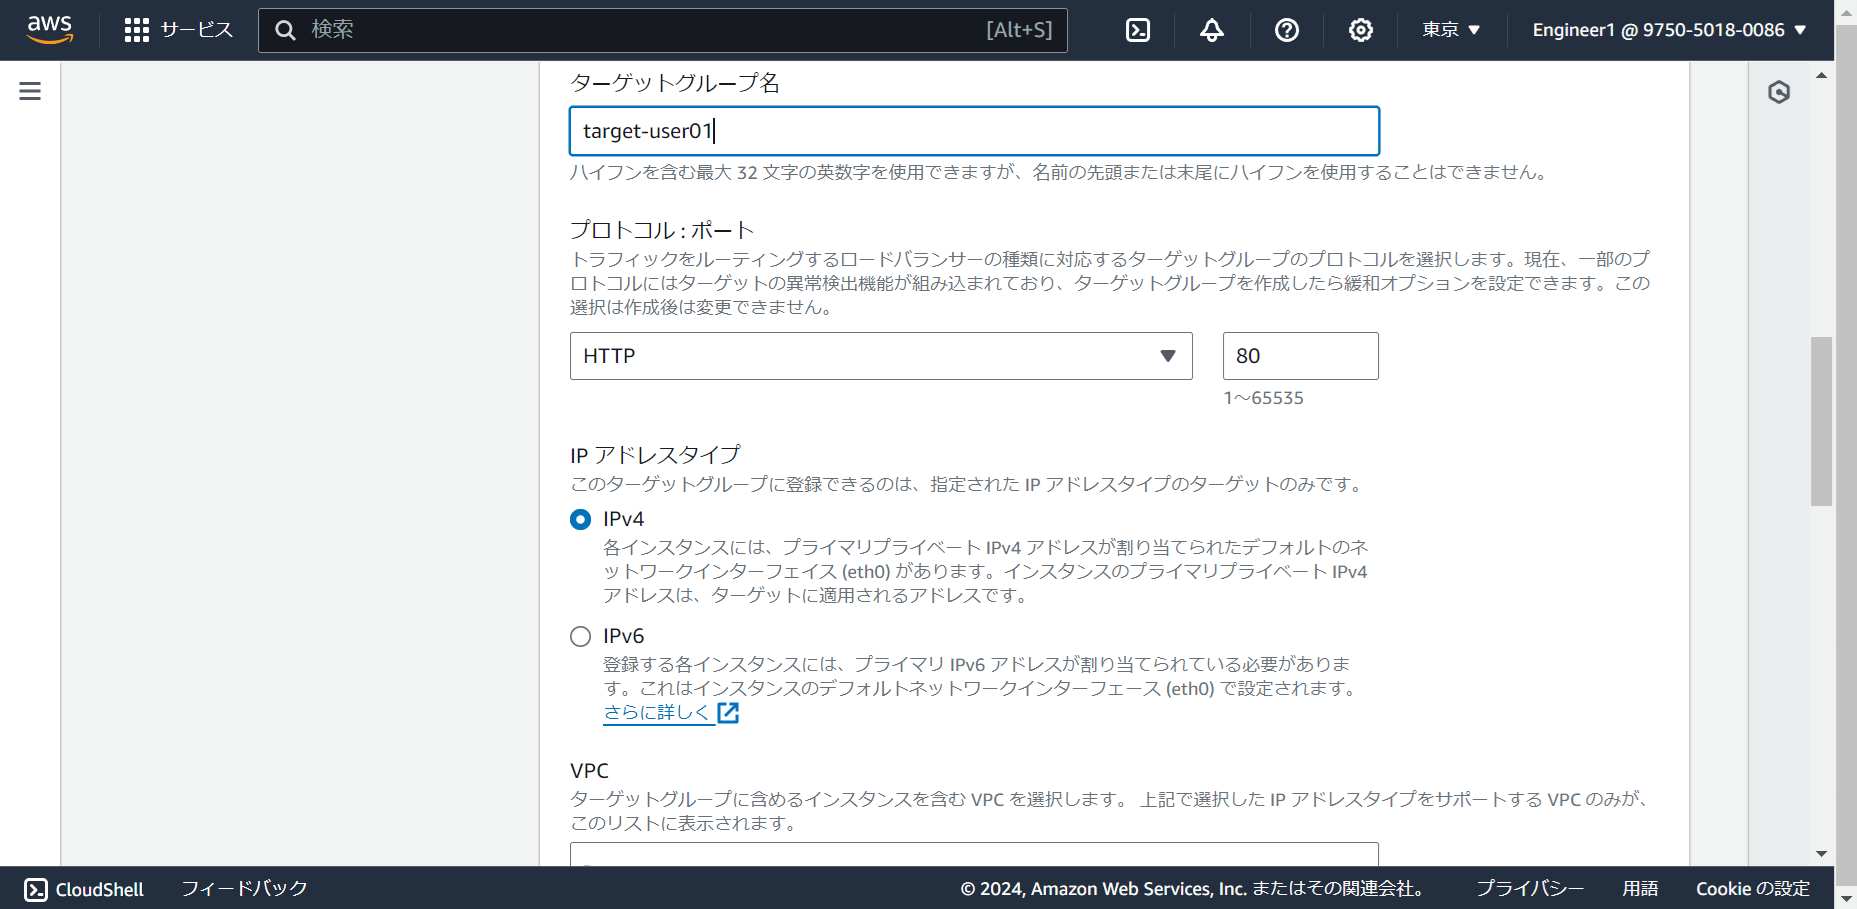 aws
サービス
検索
[Alt+S]
東京 ▼
Engineer1 @ 9750-5018-0086 ▼
ターゲットグループ名
target-user01
ハイフンを含む最大 32 文字の英数字を使用できますが、名前の先頭または末尾にハイフンを使用することはできません。
プロトコル : ポート
トラフィックをルーティングするロードバランサーの種類に対応するターゲットグループのプロトコルを選択します。現在、一部のプ
ロトコルにはターゲットの異常検出機能が組み込まれており、ターゲットグループを作成したら緩和オプションを設定できます。この
選択は作成後は変更できません。
HTTP
80
1～65535
IP アドレスタイプ
このターゲットグループに登録できるのは、指定された IP アドレスタイプのターゲットのみです。
IPv4
各インスタンスには、プライマリプライベート IPv4 アドレスが割り当てられたデフォルトのネ
ットワークインターフェイス (eth0) があります。インスタンスのプライマリプライベート IPv4
アドレスは、ターゲットに適用されるアドレスです。
IPv6
登録する各インスタンスには、プライマリ IPv6 アドレスが割り当てられている必要がありま
す。これはインスタンスのデフォルトネットワークインターフェース (eth0) で設定されます。
さらに詳しく
VPC
ターゲットグループに含めるインスタンスを含む VPC を選択します。 上記で選択した IP アドレスタイプをサポートする VPC のみが、
このリストに表示されます。
CloudShell
フィードバック
© 2024, Amazon Web Services, Inc. またはその関連会社。
プライバシー
用語
Cookie の設定